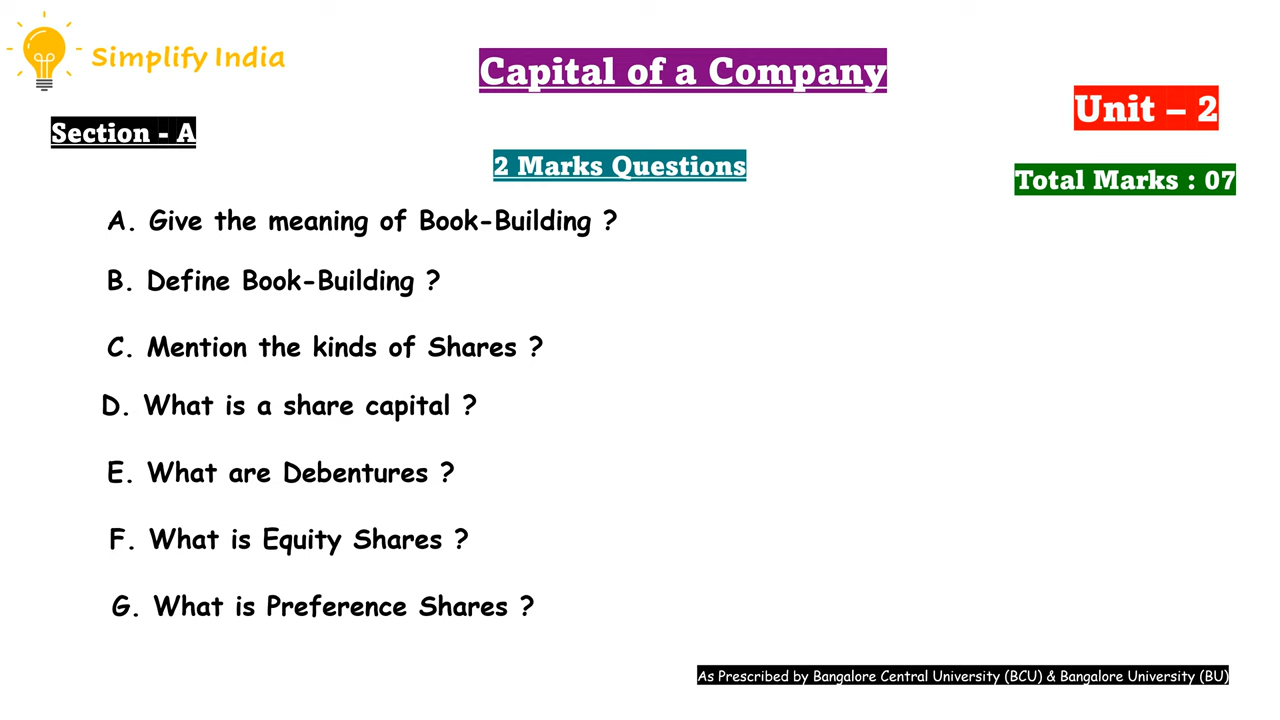 Simplify India
Capital of a Company
Unit – 2
Section - A
2 Marks Questions
Total Marks : 07
A. Give the meaning of Book-Building ?
B. Define Book-Building ?
C. Mention the kinds of Shares ?
D. What is a share capital ?
E. What are Debentures ?
F. What is Equity Shares ?
G. What is Preference Shares ?
As Prescribed by Bangalore Central University (BCU) & Bangalore University (BU)